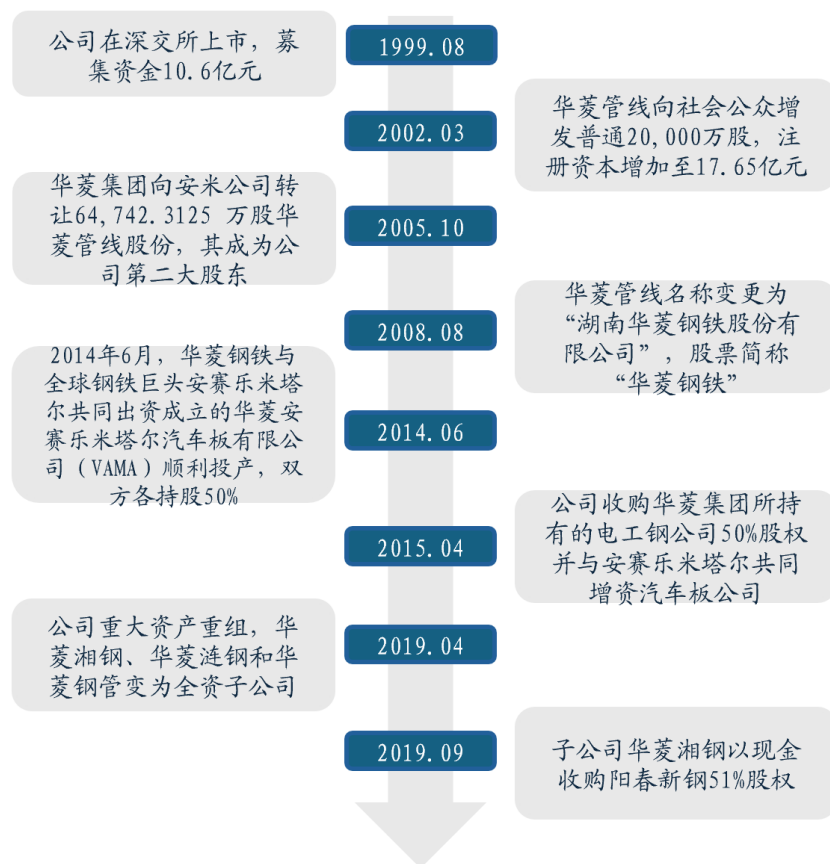 1999.08
公司在深交所上市，募
集资金10.6亿元
2002.03
华菱管线向社会公众增
发普通20,000万股，注
册资本增加至17.65亿元
2005.10
华菱集团向安米公司转
让64,742.3125 万股华
菱管线股份，其成为公
司第二大股东
2008.08
华菱管线名称变更为
“湖南华菱钢铁股份有
限公司”，股票简称
“华菱钢铁”
2014.06
2014年6月，华菱钢铁与
全球钢铁巨头安赛乐米塔
尔共同出资成立的华菱安
赛乐米塔尔汽车板有限公
司（VAMA）顺利投产，双
方各持股50%
2015.04
公司收购华菱集团所持
有的电工钢公司50%股权
并与安赛乐米塔尔共同
增资汽车板公司
2019.04
公司重大资产重组，华
菱湘钢、华菱涟钢和华
菱钢管变为全资子公司
2019.09
子公司华菱湘钢以现金
收购阳春新钢51%股权